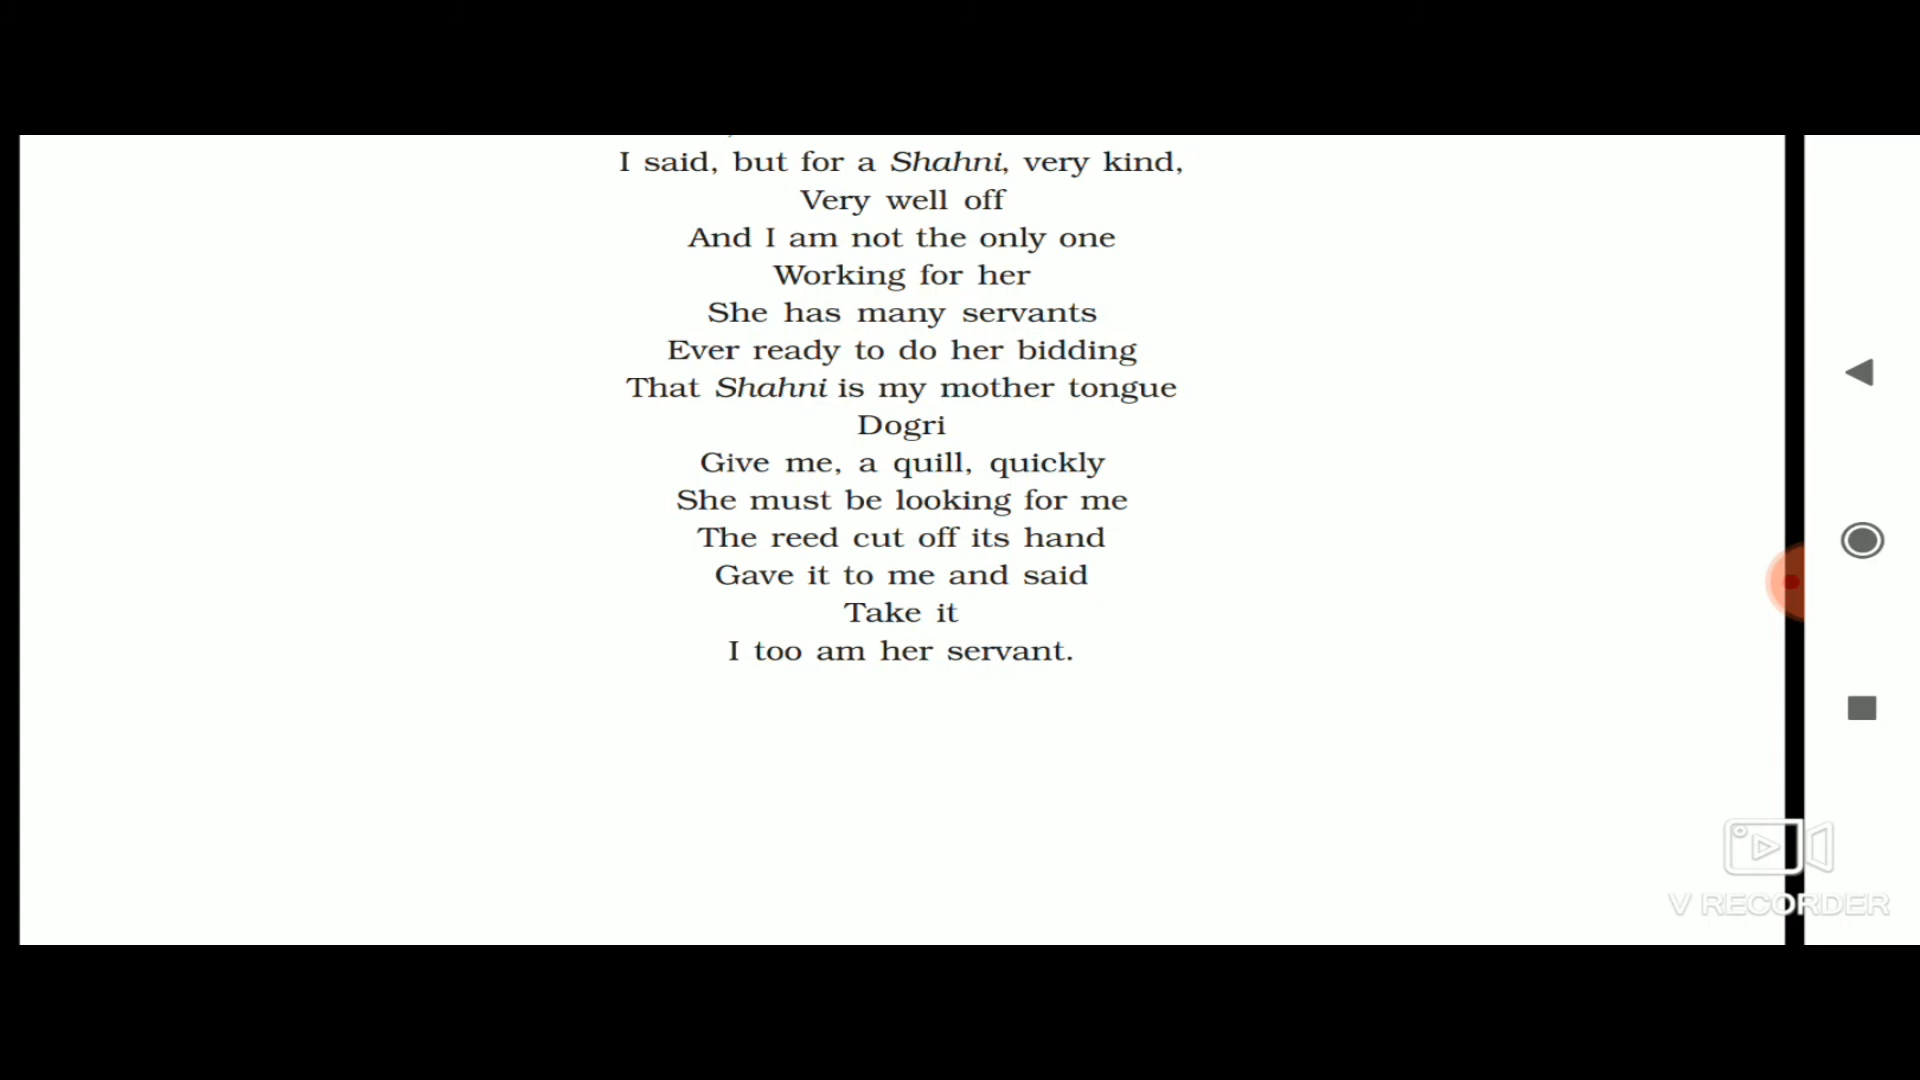 I said, but for a Shahni, very kind,
Very well off
And I am not the only one
Working for her
She has many servants
Ever ready to do her bidding
That Shahni is my mother tongue
Dogri
Give me, a quill, quickly
She must be looking for me
The reed cut off its hand
Gave it to me and said
Take it
I too am her servant.
V RECORDER